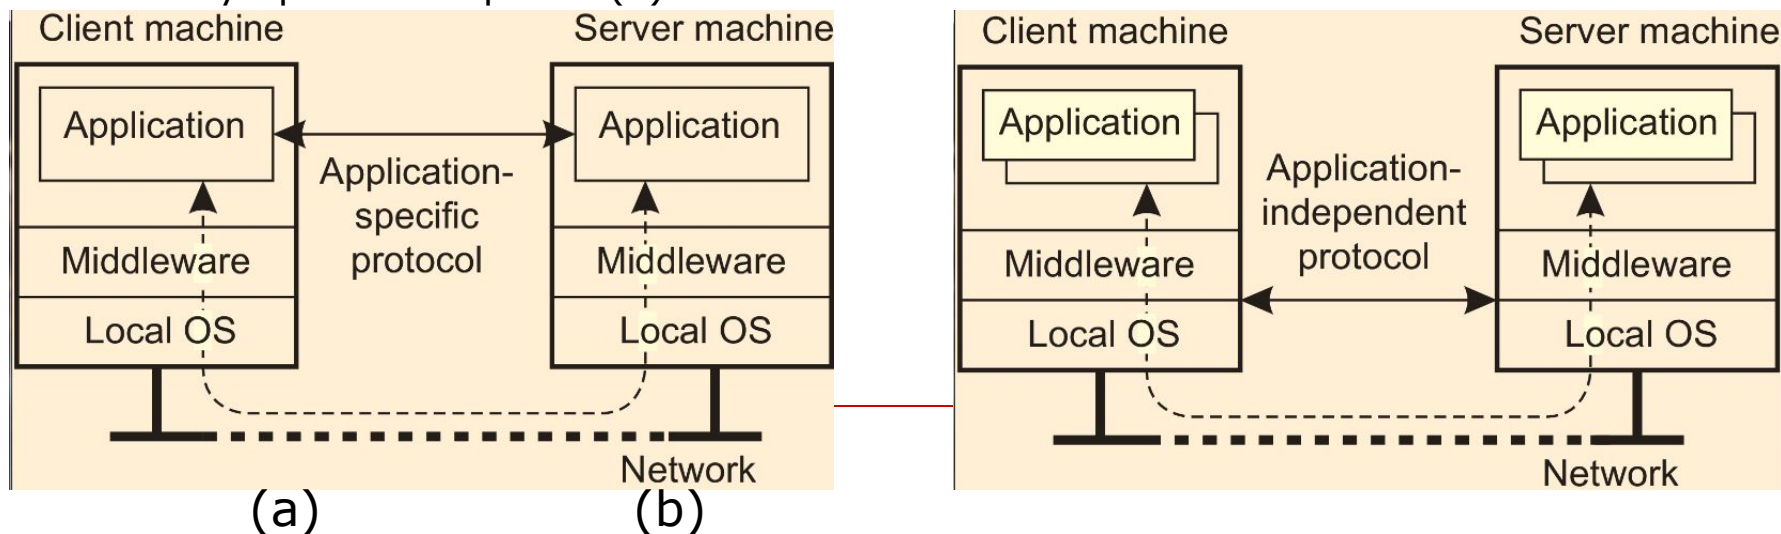 Client machine
Server machine
Application
Application
Application-
specific
protocol
Middleware
Middleware
Local OS
Local OS
Network
(a)
(b)
Client machine
Server machine
Application
Application
Application-
independent
protocol
Middleware
Middleware
Local OS
Local OS
Network